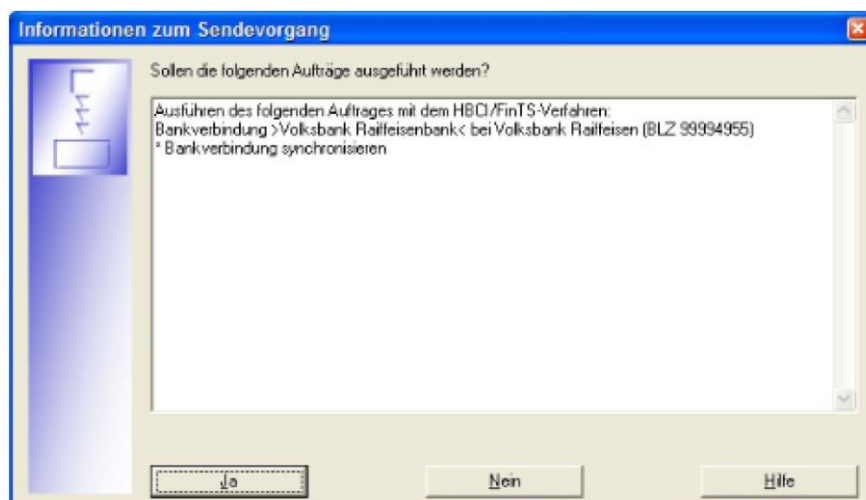 Informationen zum Sendevorgang
Sollen die folgenden Aufträge ausgeführt werden?
Ausführen des folgenden Auftrages mit dem HBCI/FinTS-Verfahren:
Bankverbindung >Volksbank Raiffeisenbank< bei Volksbank Raiffeisen (BLZ 99994955)
* Bankverbindung synchronisieren
Ja
Nein
Hilfe